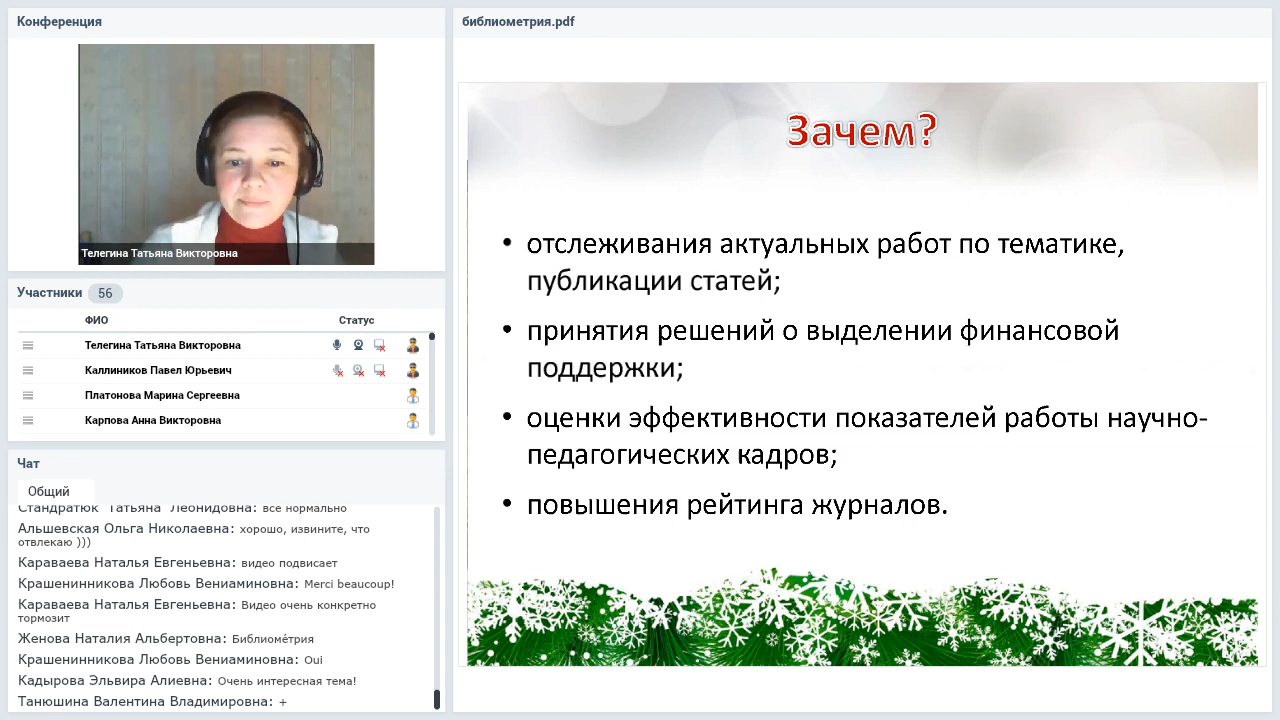 Конференция
Телегина Татьяна Викторовна
Участники 56
ФИО Статус
Телегина Татьяна Викторовна
Каллиников Павел Юрьевич
Платонова Марина Сергеевна
Карпова Анна Викторовна
Чат
Общий
Стандратюк Татьяна Леонидовна: все нормально
Альшевская Ольга Николаевна: хорошо, извините, что
отвлекаю )))
Караваева Наталья Евгеньевна: видео подвисает
Крашенинникова Любовь Вениаминовна: Merci beaucoup!
Караваева Наталья Евгеньевна: Видео очень конкретно
тормозит
Женова Наталия Альбертовна: Библиоме́трия
Крашенинникова Любовь Вениаминовна: Oui
Кадырова Эльвира Алиевна: Очень интересная тема!
Танюшина Валентина Владимировна: +
библиометрия.pdf
Зачем?
• отслеживания актуальных работ по тематике,
публикации статей;
• принятия решений о выделении финансовой
поддержки;
• оценки эффективности показателей работы научно-
педагогических кадров;
• повышения рейтинга журналов.